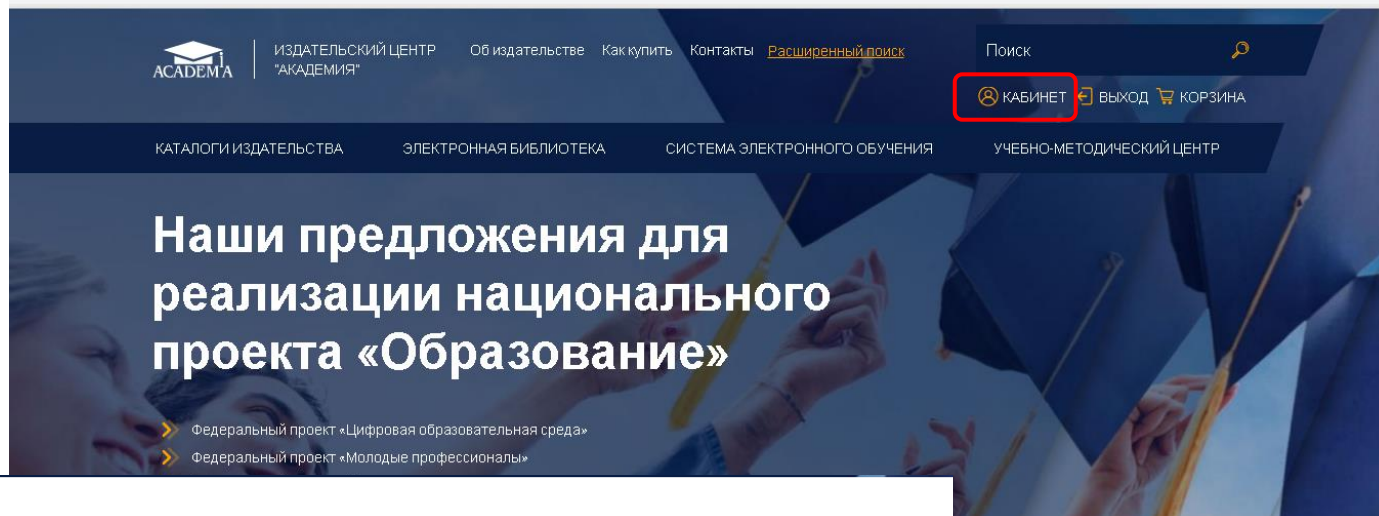 ACADEM'A
ИЗДАТЕЛЬСКИЙ ЦЕНТР
"АКАДЕМИЯ"
Об издательстве Как купить Контакты Расширенный поиск
Поиск
КАБИНЕТ ВЫХОД КОРЗИНА
КАТАЛОГИ ИЗДАТЕЛЬСТВА ЭЛЕКТРОННАЯ БИБЛИОТЕКА СИСТЕМА ЭЛЕКТРОННОГО ОБУЧЕНИЯ УЧЕБНО-МЕТОДИЧЕСКИЙ ЦЕНТР
Наши предложения для
реализации национального
проекта «Образование»
Федеральный проект «Цифровая образовательная среда»
Федеральный проект «Молодые профессионалы»